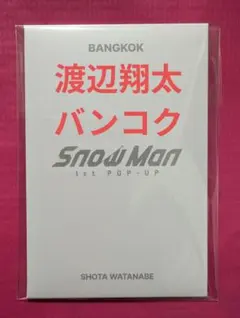 BANGKOK
渡辺翔太
バンコク
Snow Man
1st POP-UP
SHOTA WATANABE